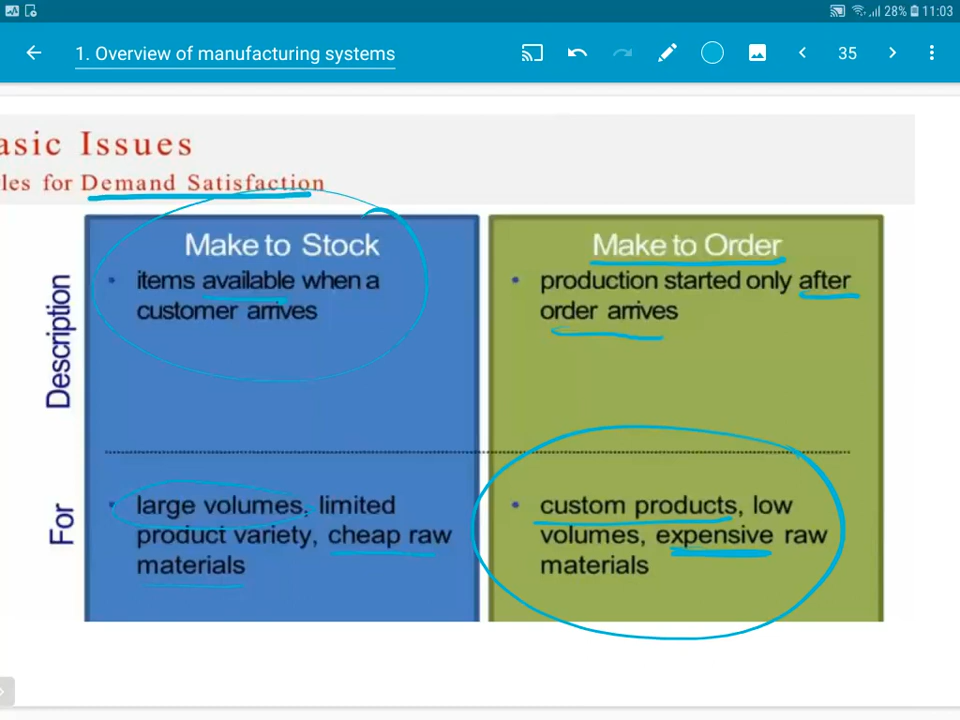 28% 11:03
1. Overview of manufacturing systems
35
asic Issues
les for Demand Satisfaction
Make to Stock
• items available when a
customer arrives
Make to Order
• production started only after
order arrives
Description
• large volumes, limited
product variety, cheap raw
materials
• custom products, low
volumes, expensive raw
materials
For